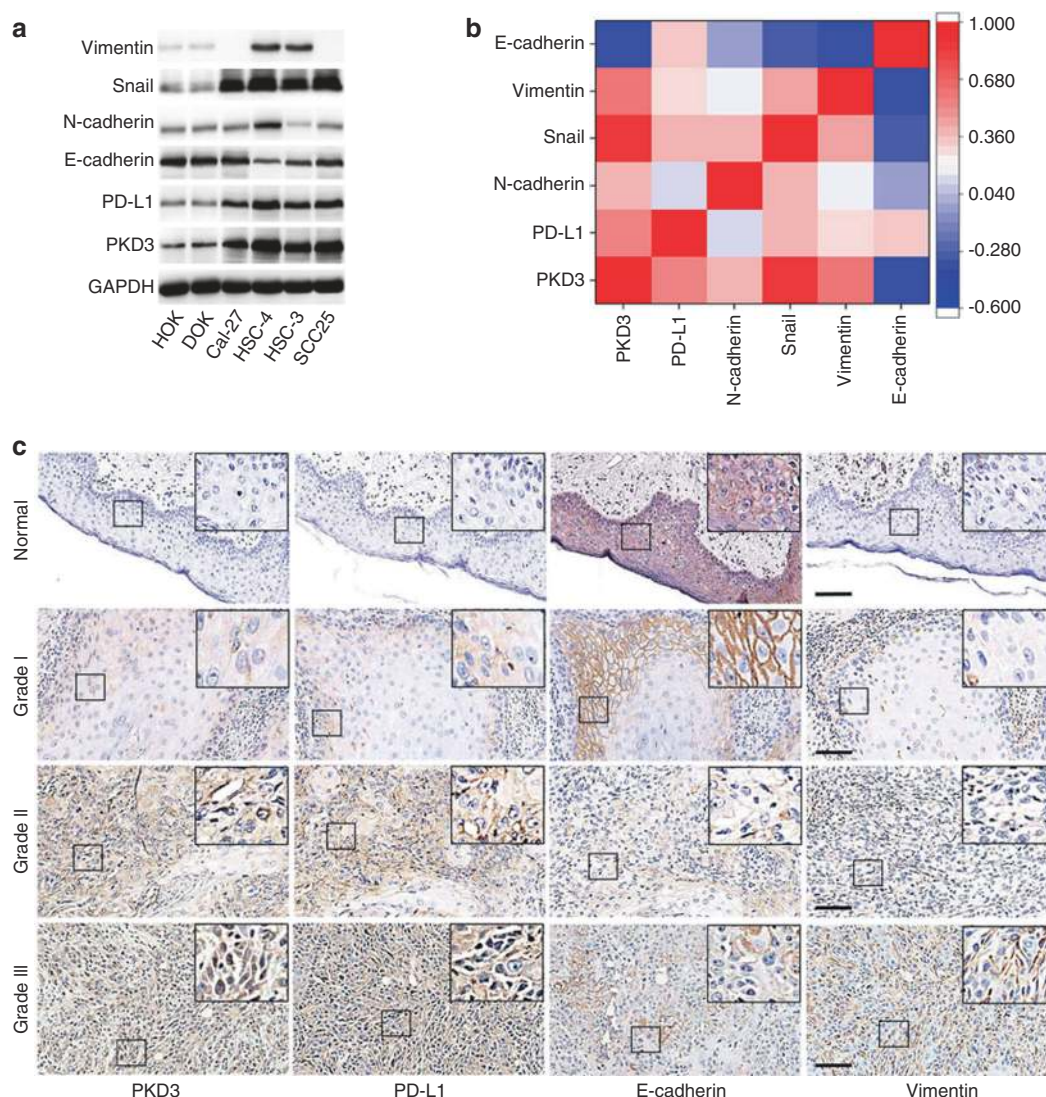 a
Vimentin
Snail
N-cadherin
E-cadherin
PD-L1
PKD3
GAPDH
HOK
DOK
Cal-27
HSC-4
HSC-3
SCC25
b
E-cadherin
Vimentin
Snail
N-cadherin
PD-L1
PKD3
PKD3
PD-L1
N-cadherin
Snail
Vimentin
E-cadherin
1.000
0.680
0.360
0.040
-0.280
-0.600
c
Normal
Grade I
Grade II
Grade III
PKD3
PD-L1
E-cadherin
Vimentin